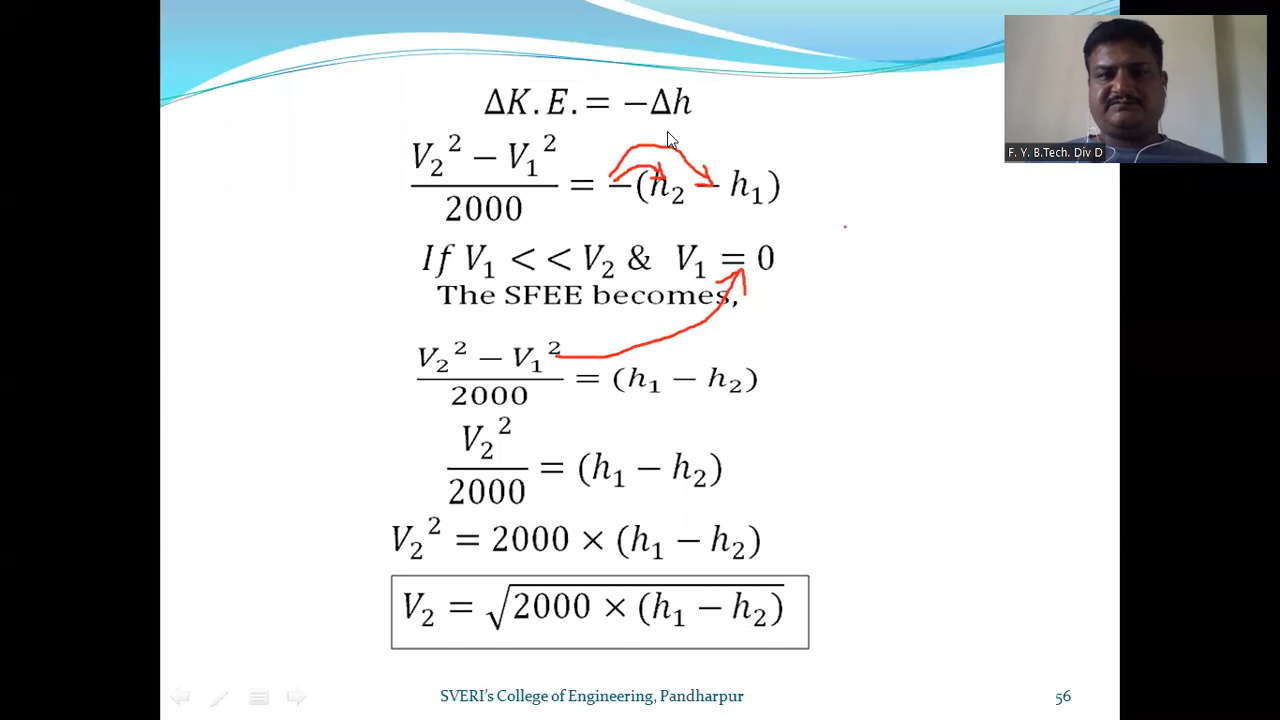 ΔK.E.= −Δh
(V₂² − V₁²)/2000 = −(h₂ − h₁)
If V₁ < < V₂ & V₁ = 0
The SFEE becomes,
(V₂² − V₁²)/2000 = (h₁ − h₂)
V₂²/2000 = (h₁ − h₂)
V₂² = 2000 × (h₁ − h₂)
V₂ = √(2000 × (h₁ − h₂))
F. Y. B.Tech. Div D
SVERI's College of Engineering, Pandharpur
56